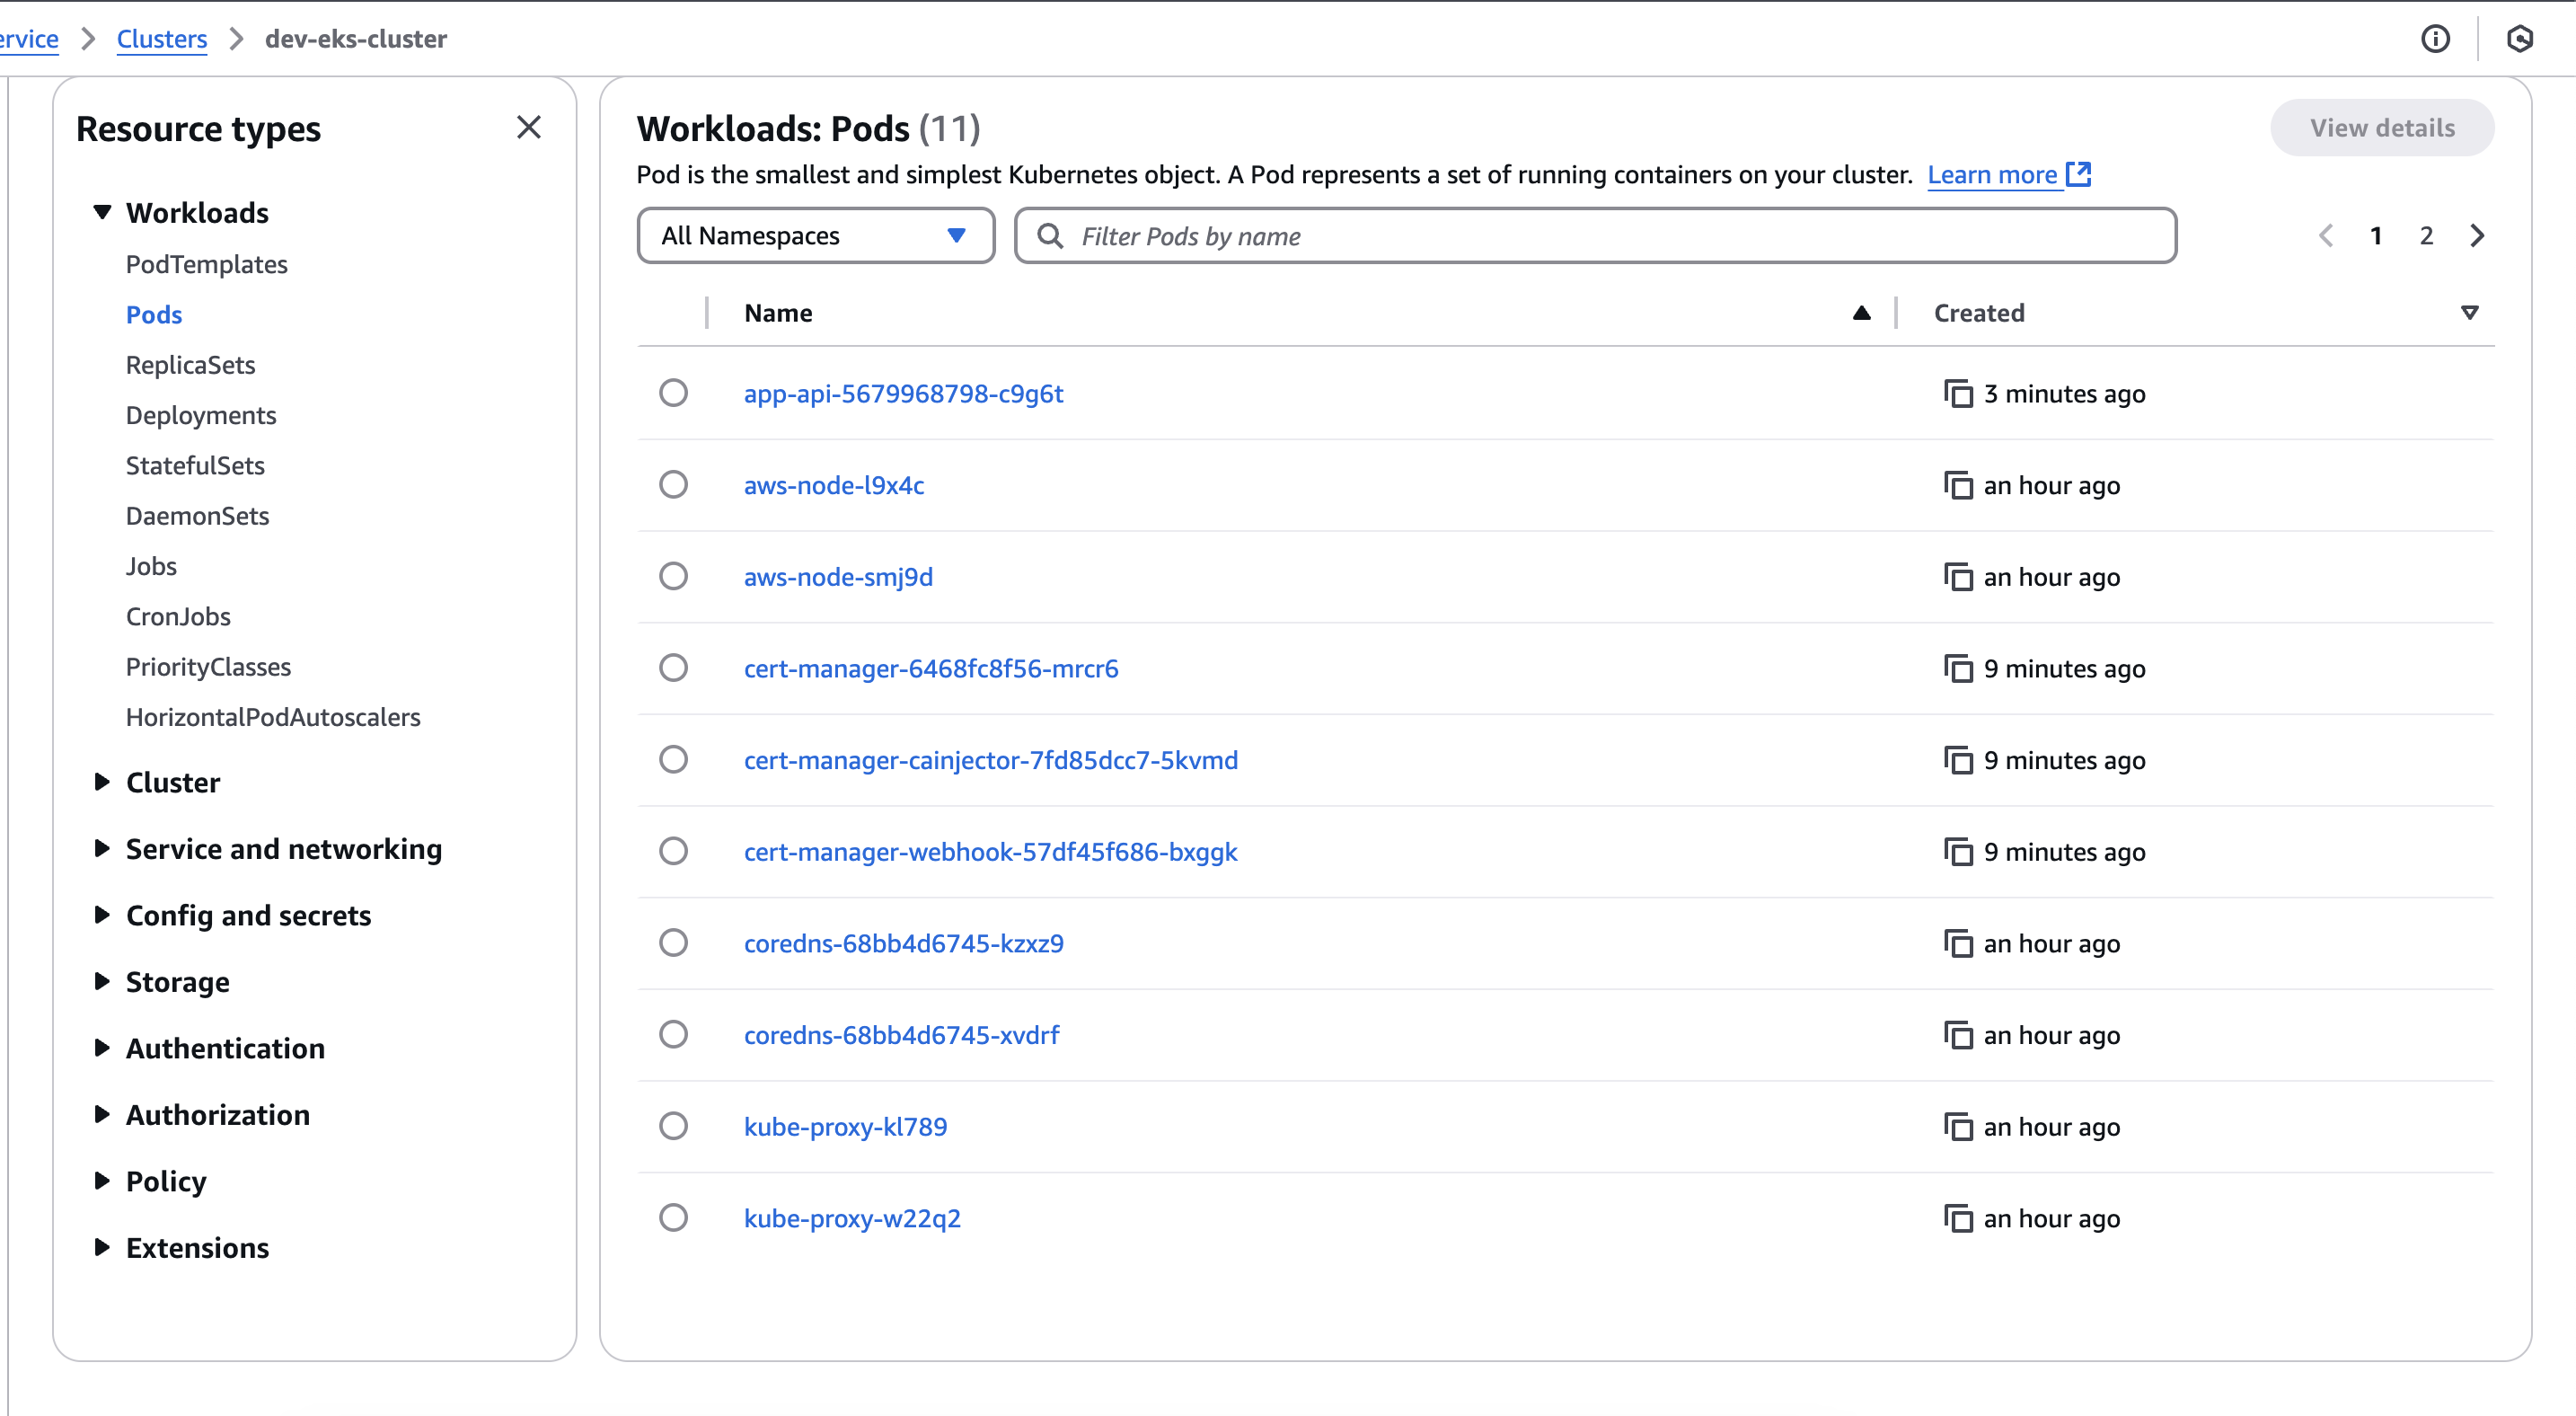 ervice > Clusters > dev-eks-cluster
Resource types
Workloads
PodTemplates
Pods
ReplicaSets
Deployments
StatefulSets
DaemonSets
Jobs
CronJobs
PriorityClasses
HorizontalPodAutoscalers
Cluster
Service and networking
Config and secrets
Storage
Authentication
Authorization
Policy
Extensions
Workloads: Pods (11)
View details
Pod is the smallest and simplest Kubernetes object. A Pod represents a set of running containers on your cluster. Learn more
All Namespaces
Filter Pods by name
1 2
Name Created
app-api-5679968798-c9g6t 3 minutes ago
aws-node-l9x4c an hour ago
aws-node-smj9d an hour ago
cert-manager-6468fc8f56-mrcr6 9 minutes ago
cert-manager-cainjector-7fd85dcc7-5kvmd 9 minutes ago
cert-manager-webhook-57df45f686-bxggk 9 minutes ago
coredns-68bb4d6745-kzxz9 an hour ago
coredns-68bb4d6745-xvdrf an hour ago
kube-proxy-kl789 an hour ago
kube-proxy-w22q2 an hour ago